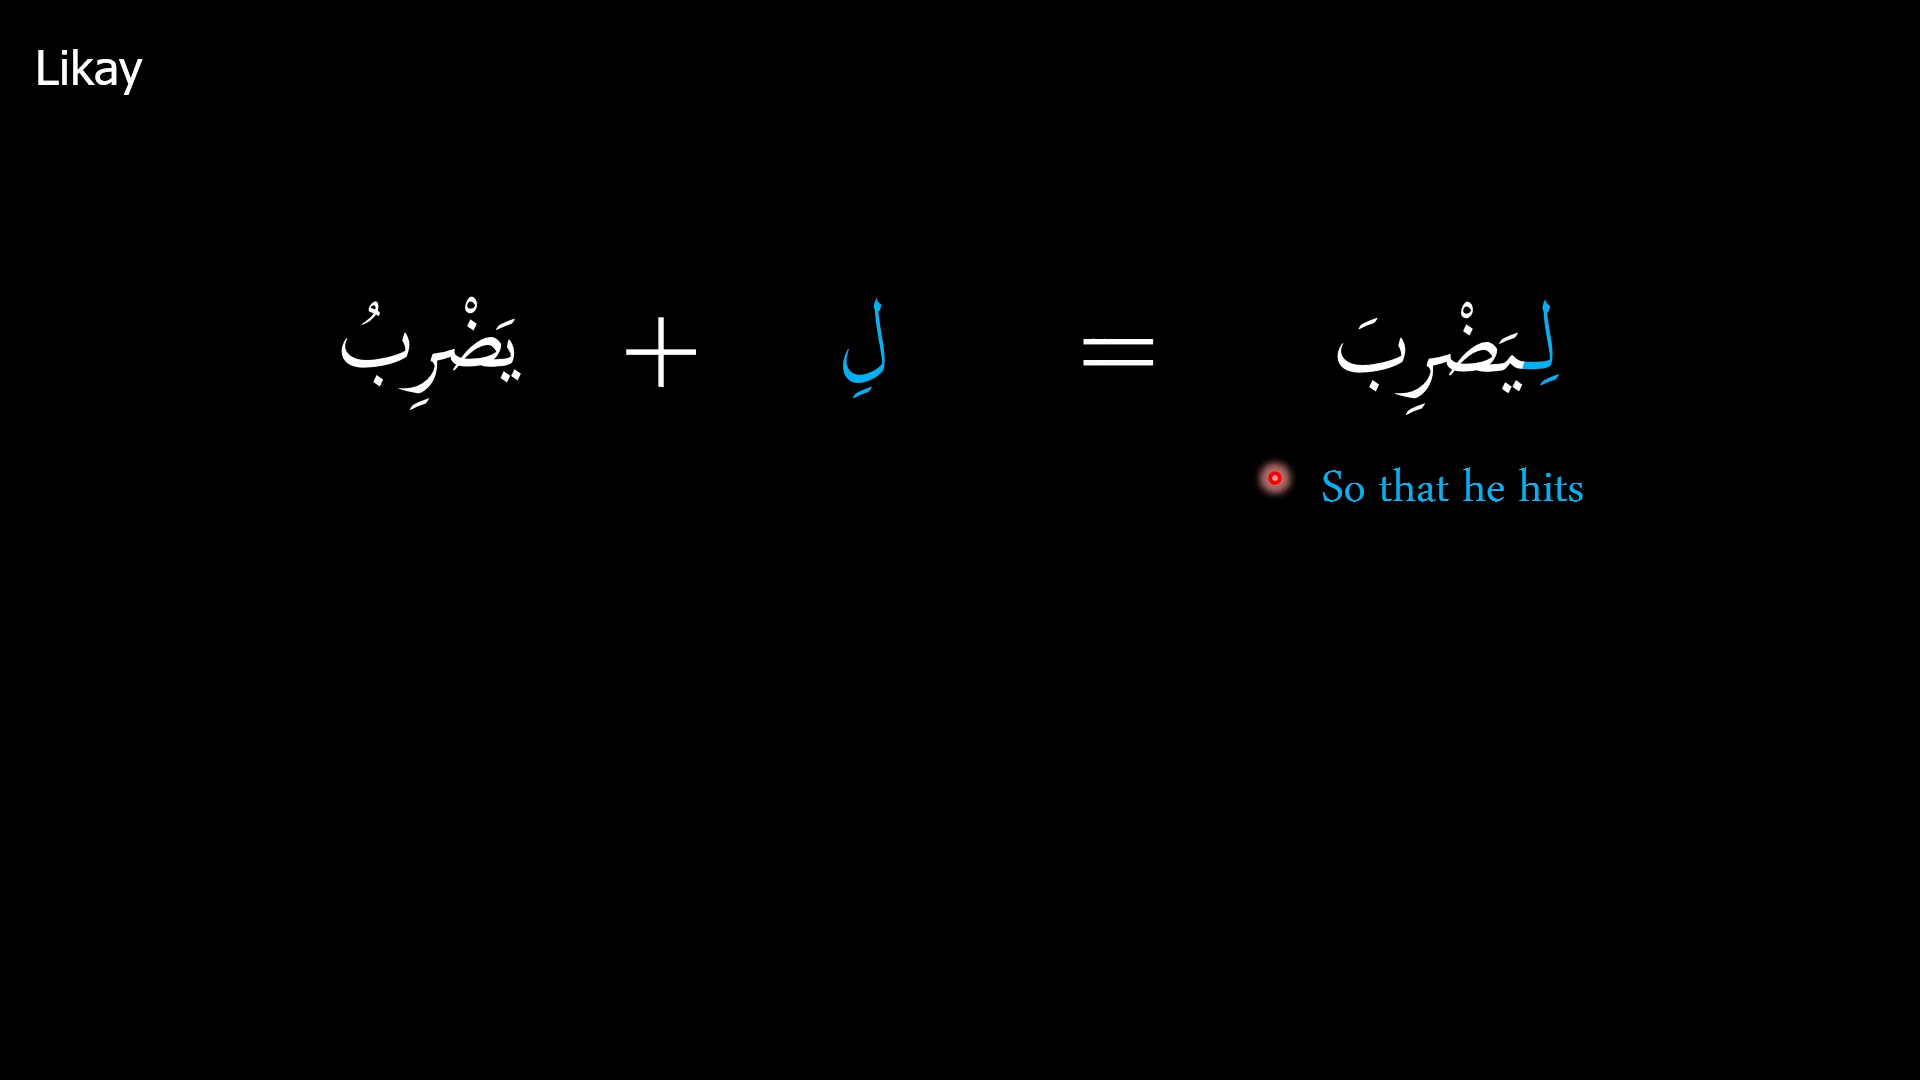 Likay
يَضْرِبُ + لِ = لِيَضْرِبَ
So that he hits